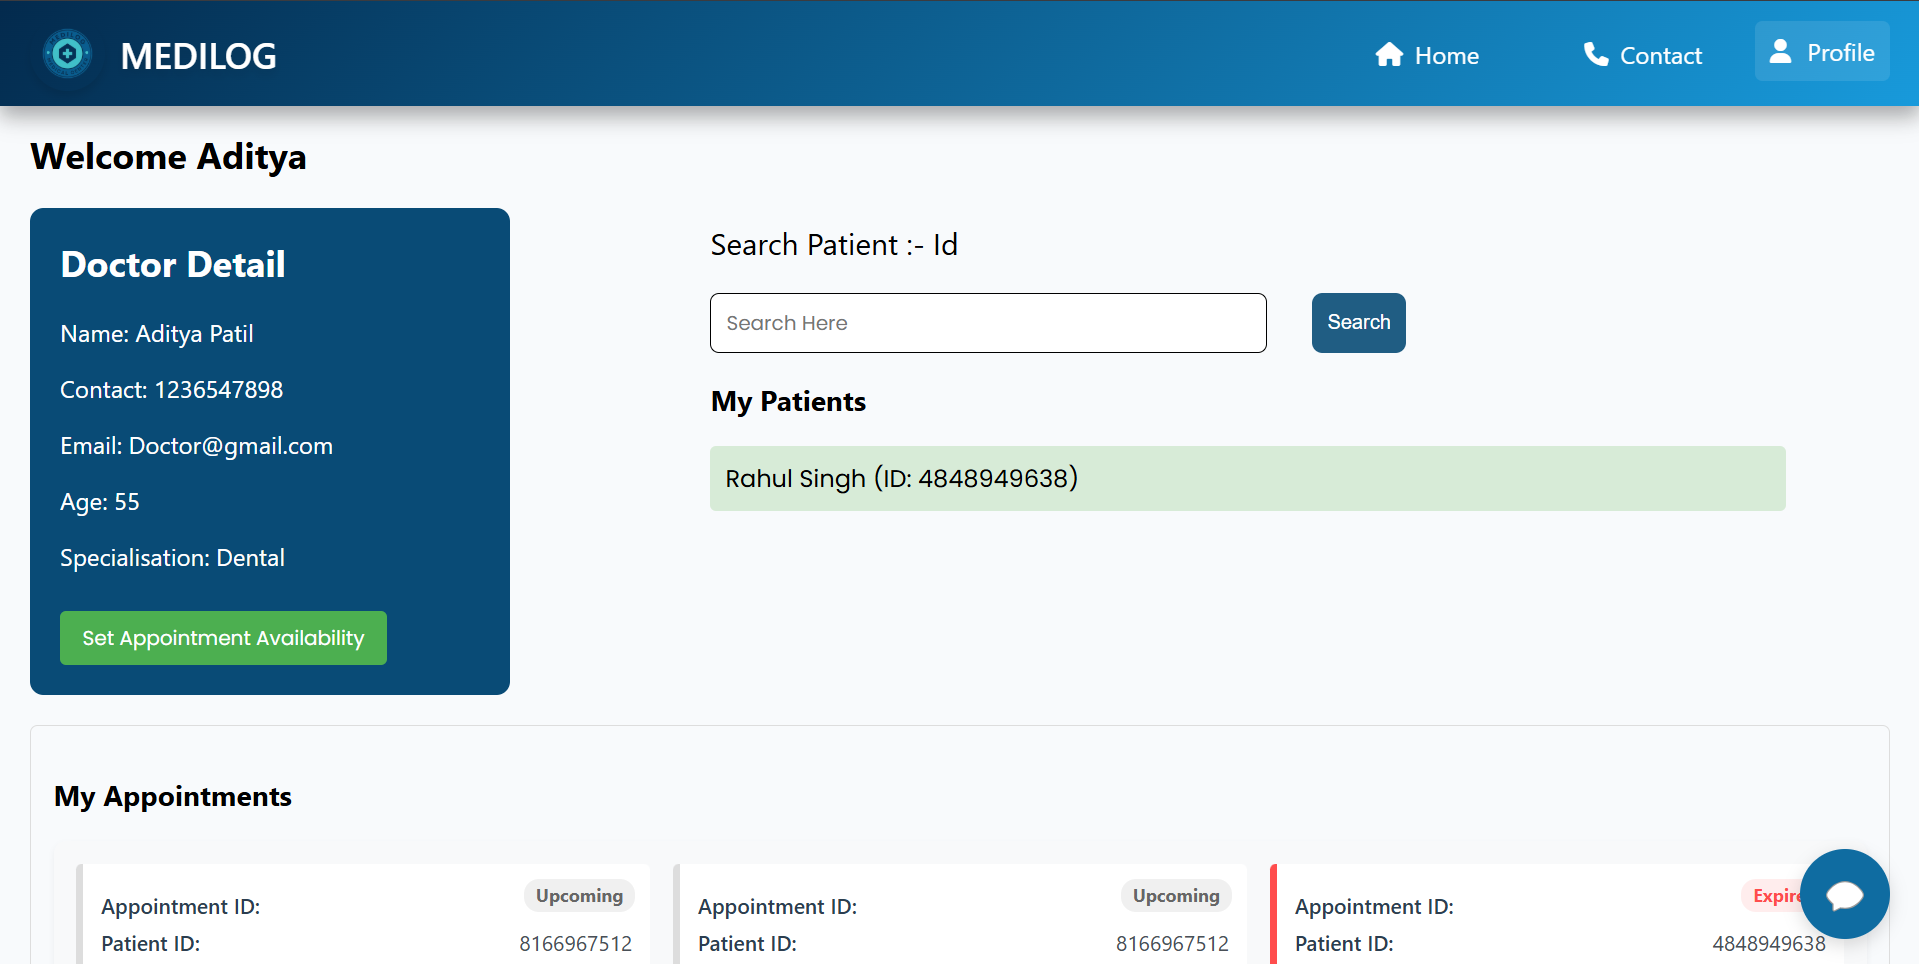 MEDILOG
Home
Contact
Profile
Welcome Aditya
Doctor Detail
Name: Aditya Patil
Contact: 1236547898
Email: Doctor@gmail.com
Age: 55
Specialisation: Dental
Set Appointment Availability
Search Patient :- Id
Search Here
Search
My Patients
Rahul Singh (ID: 4848949638)
My Appointments
Upcoming
Appointment ID:
Patient ID: 8166967512
Upcoming
Appointment ID:
Patient ID: 8166967512
Expire
Appointment ID:
Patient ID: 4848949638